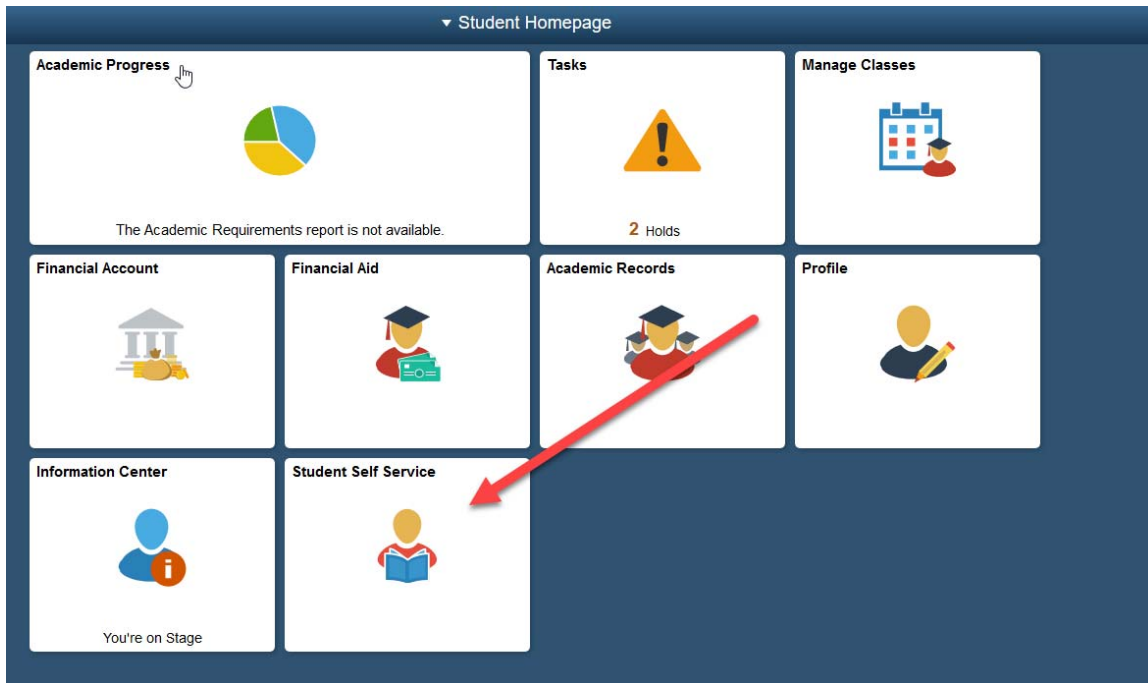 Student Homepage
Academic Progress
Tasks
Manage Classes
The Academic Requirements report is not available.
2 Holds
Financial Account
Financial Aid
Academic Records
Profile
Information Center
Student Self Service
i
You're on Stage